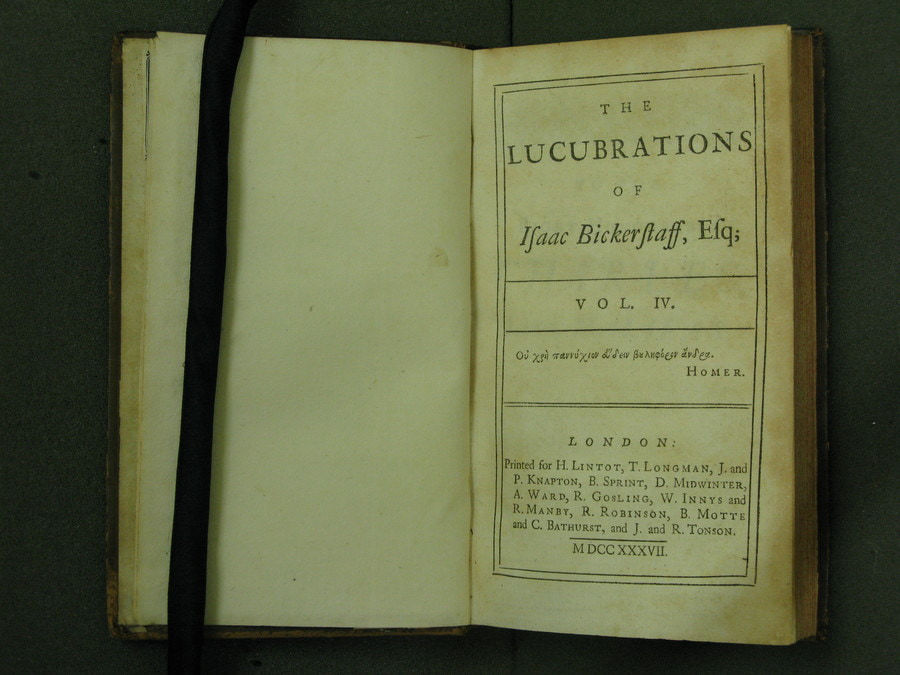 THE
LUCUBRATIONS
OF
Iſaac Bickerſtaff, Eſq;
VOL. IV.
Οὐ χρὴ παννύχιον εὕδειν βουληφόρον ἄνδρα.
HOMER.
LONDON:
Printed for H. LINTOT, T. LONGMAN, J. and
P. KNAPTON, B. SPRINT, D. MIDWINTER,
A. WARD, R. GOSLING, W. INNYS and
R. MANBY, R. ROBINSON, B. MOTTE
and C. BATHURST, and J. and R. TONSON.
MDCCXXXVII.